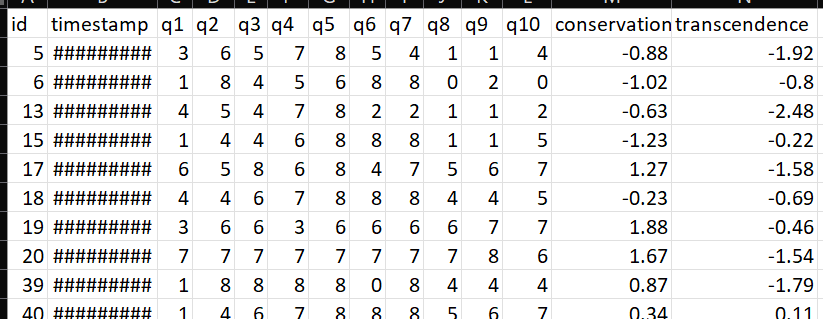 id timestamp q1 q2 q3 q4 q5 q6 q7 q8 q9 q10 conservation transcendence
5 ######### 3 6 5 7 8 5 4 1 1 4 -0.88 -1.92
6 ######### 1 8 4 5 6 8 8 0 2 0 -1.02 -0.8
13 ######### 4 5 4 7 8 2 2 1 1 2 -0.63 -2.48
15 ######### 1 4 4 6 8 8 8 1 1 5 -1.23 -0.22
17 ######### 6 5 8 6 8 4 7 5 6 7 1.27 -1.58
18 ######### 4 4 6 7 8 8 8 4 4 5 -0.23 -0.69
19 ######### 3 6 6 3 6 6 6 6 7 7 1.88 -0.46
20 ######### 7 7 7 7 7 7 7 7 8 6 1.67 -1.54
39 ######### 1 8 8 8 8 0 8 4 4 4 0.87 -1.79
40 ######### 1 4 6 7 8 8 8 5 6 7 0.34 0.11